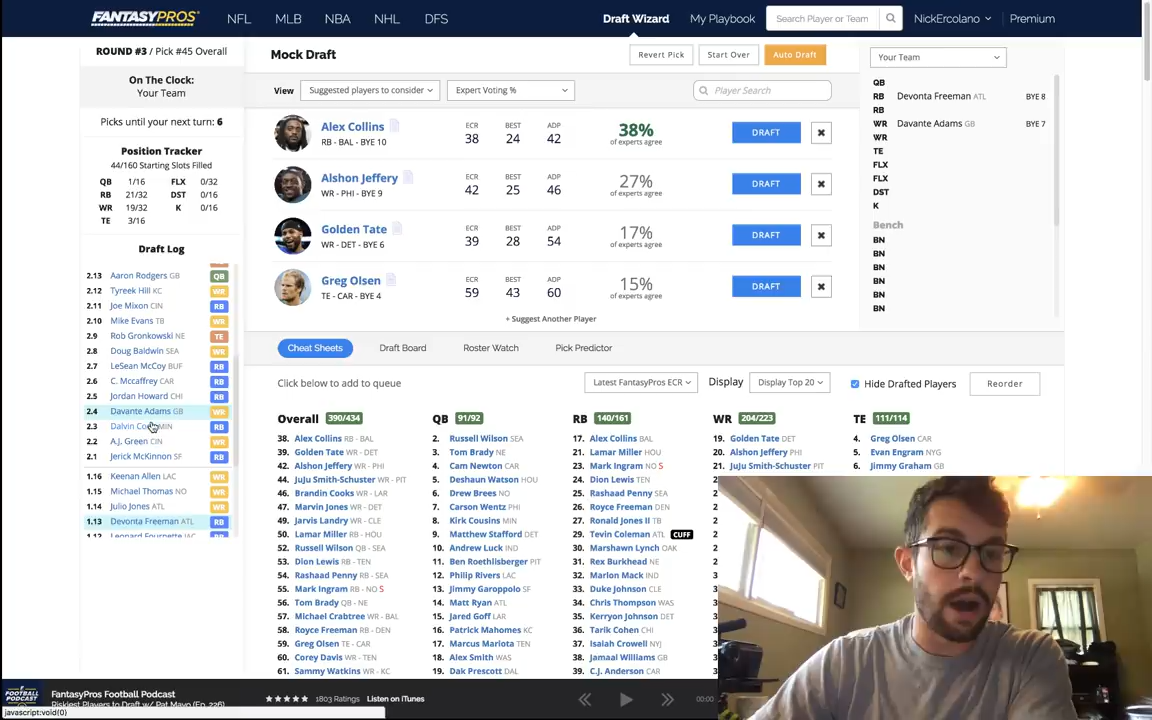 FANTASYPROS
NFL
MLB
NBA
NHL
DFS
Draft Wizard
My Playbook
Search Player or Team
NickErcolano
Premium
ROUND #3 / Pick #45 Overall
On The Clock:
Your Team
Picks until your next turn: 6
Position Tracker
44/160 Starting Slots Filled
QB 1/16 FLX 0/32
RB 21/32 DST 0/16
WR 19/32 K 0/16
TE 3/16
Draft Log
2.13 Aaron Rodgers GB QB
2.12 Tyreek Hill KC WR
2.11 Joe Mixon CIN RB
2.10 Mike Evans TB WR
2.9 Rob Gronkowski NE TE
2.8 Doug Baldwin SEA WR
2.7 LeSean McCoy BUF RB
2.6 C. Mccaffrey CAR RB
2.5 Jordan Howard CHI RB
2.4 Davante Adams GB WR
2.3 Dalvin MIN RB
2.2 A.J. Green CIN WR
2.1 Jerick McKinnon SF RB
1.16 Keenan Allen LAC WR
1.15 Michael Thomas NO WR
1.14 Julio Jones ATL WR
1.13 Devonta Freeman ATL RB
1.12 Leonard Fournette JAC
Mock Draft
Revert Pick
Start Over
Auto Draft
View
Suggested players to consider
Expert Voting %
Player Search
Alex Collins
RB - BAL - BYE 10
ECR BEST ADP
38 24 42
38%
of experts agree
DRAFT
Alshon Jeffery
WR - PHI - BYE 9
ECR BEST ADP
42 25 46
27%
of experts agree
DRAFT
Golden Tate
WR - DET - BYE 6
ECR BEST ADP
39 28 54
17%
of experts agree
DRAFT
Greg Olsen
TE - CAR - BYE 4
ECR BEST ADP
59 43 60
15%
of experts agree
DRAFT
+ Suggest Another Player
Your Team
QB
RB Devonta Freeman ATL BYE 8
RB
WR Davante Adams GB BYE 7
WR
TE
FLX
FLX
DST
K
Bench
BN
BN
BN
BN
BN
BN
Cheat Sheets
Draft Board
Roster Watch
Pick Predictor
Click below to add to queue
Latest FantasyPros ECR
Display
Display Top 20
Hide Drafted Players
Reorder
Overall 390/434
38. Alex Collins RB - BAL
39. Golden Tate WR - DET
42. Alshon Jeffery WR - PHI
44. JuJu Smith-Schuster WR - PIT
46. Brandin Cooks WR - LAR
47. Marvin Jones WR - DET
49. Jarvis Landry WR - CLE
50. Lamar Miller RB - HOU
52. Russell Wilson QB - SEA
53. Dion Lewis RB - TEN
54. Rashaad Penny RB - SEA
55. Mark Ingram RB - NO S
56. Tom Brady QB - NE
57. Michael Crabtree WR - BAL
58. Royce Freeman RB - DEN
59. Greg Olsen TE - CAR
60. Corey Davis WR - TEN
61. Sammy Watkins WR - KC
QB 91/92
2. Russell Wilson SEA
3. Tom Brady NE
4. Cam Newton CAR
5. Deshaun Watson HOU
6. Drew Brees NO
7. Carson Wentz PHI
8. Kirk Cousins MIN
9. Matthew Stafford DET
10. Andrew Luck IND
11. Ben Roethlisberger PIT
12. Philip Rivers LAC
13. Jimmy Garoppolo SF
14. Matt Ryan ATL
15. Jared Goff LAR
16. Patrick Mahomes KC
17. Marcus Mariota TEN
18. Alex Smith WAS
19. Dak Prescott DAL
RB 140/161
17. Alex Collins BAL
21. Lamar Miller HOU
23. Mark Ingram NO S
24. Dion Lewis TEN
25. Rashaad Penny SEA
26. Royce Freeman DEN
27. Ronald Jones II TB
29. Tevin Coleman ATL CUFF
30. Marshawn Lynch OAK
31. Rex Burkhead NE
32. Marlon Mack IND
33. Duke Johnson CLE
34. Chris Thompson WAS
35. Kerryon Johnson DET
36. Tarik Cohen CHI
37. Isaiah Crowell NYJ
38. Jamaal Williams GB
39. C.J. Anderson CAR
WR 204/223
19. Golden Tate DET
20. Alshon Jeffery PHI
21. JuJu Smith-Schuster PIT
TE 111/114
4. Greg Olsen CAR
5. Evan Engram NYG
6. Jimmy Graham GB
FOOTBALL
PODCAST
FantasyPros Football Podcast
Riskiest Players to Draft w/ Pat Mayo (Ep. 226)
1803 Ratings
Listen on iTunes
00:00
javascript:void(0)